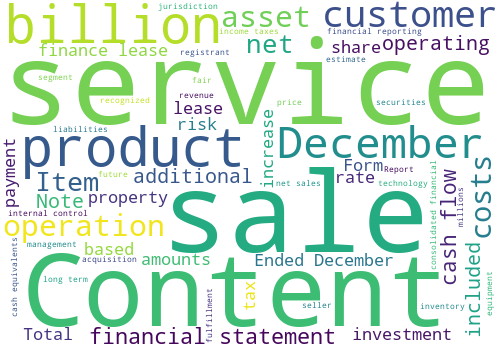 jurisdiction
billion
asset
customer
income taxes
financial reporting
finance lease
registrant
net
share
operating
estimate
service
segment
fair
recognized
revenue
price
securities
lease
liabilities
risk
increase
product
December
payment
future
additional
Item
Form
Report
rate
net sales
technology
consolidated financial
cash flow
millions
costs
Note
property
internal control
operation
sale
based
amounts
Ended December
management
acquisition
cash equivalents
long term
Content
tax
seller
inventory
included
equipment
fulfillment
Total
financial
statement
investment